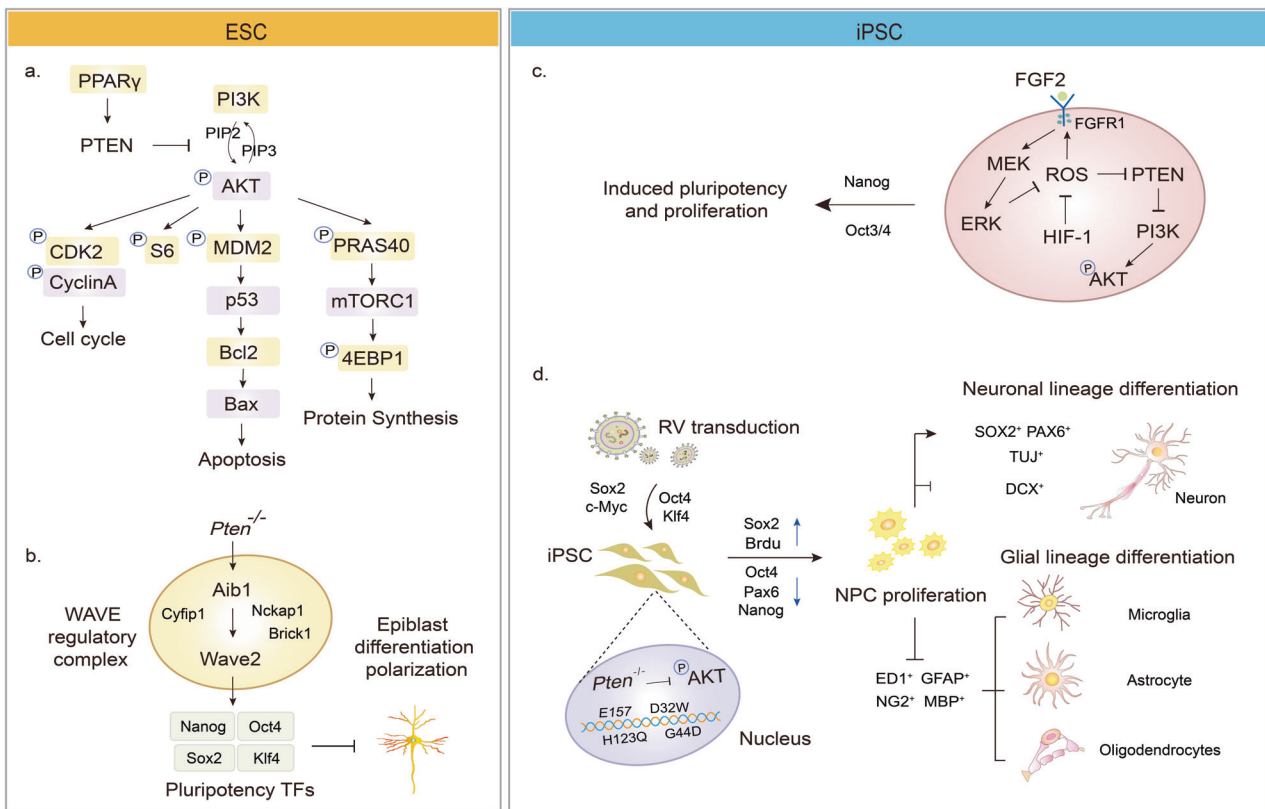 ESC
iPSC
a.
PPARγ
PI3K
PTEN
PIP2
PIP3
P
AKT
P
CDK2
P
S6
P
MDM2
P
PRAS40
P
CyclinA
p53
mTORC1
Cell cycle
Bcl2
P
4EBP1
Bax
Protein Synthesis
Apoptosis
b.
Pten-/-
Aib1
Cyfip1
Nckap1
Brick1
Wave2
WAVE
regulatory
complex
Epiblast
differentiation
polarization
Nanog
Oct4
Sox2
Klf4
Pluripotency TFs
c.
FGF2
FGFR1
MEK
ROS
PTEN
ERK
HIF-1
PI3K
P
AKT
Nanog
Oct3/4
Induced pluripotency
and proliferation
d.
RV transduction
Sox2
c-Myc
Oct4
Klf4
iPSC
Sox2
Brdu
Oct4
Pax6
Nanog
NPC proliferation
Pten-/-
P
AKT
E157
D32W
H123Q
G44D
Nucleus
Neuronal lineage differentiation
SOX2+ PAX6+
TUJ+
DCX+
Neuron
Glial lineage differentiation
Microglia
ED1+ GFAP+
NG2+ MBP+
Astrocyte
Oligodendrocytes